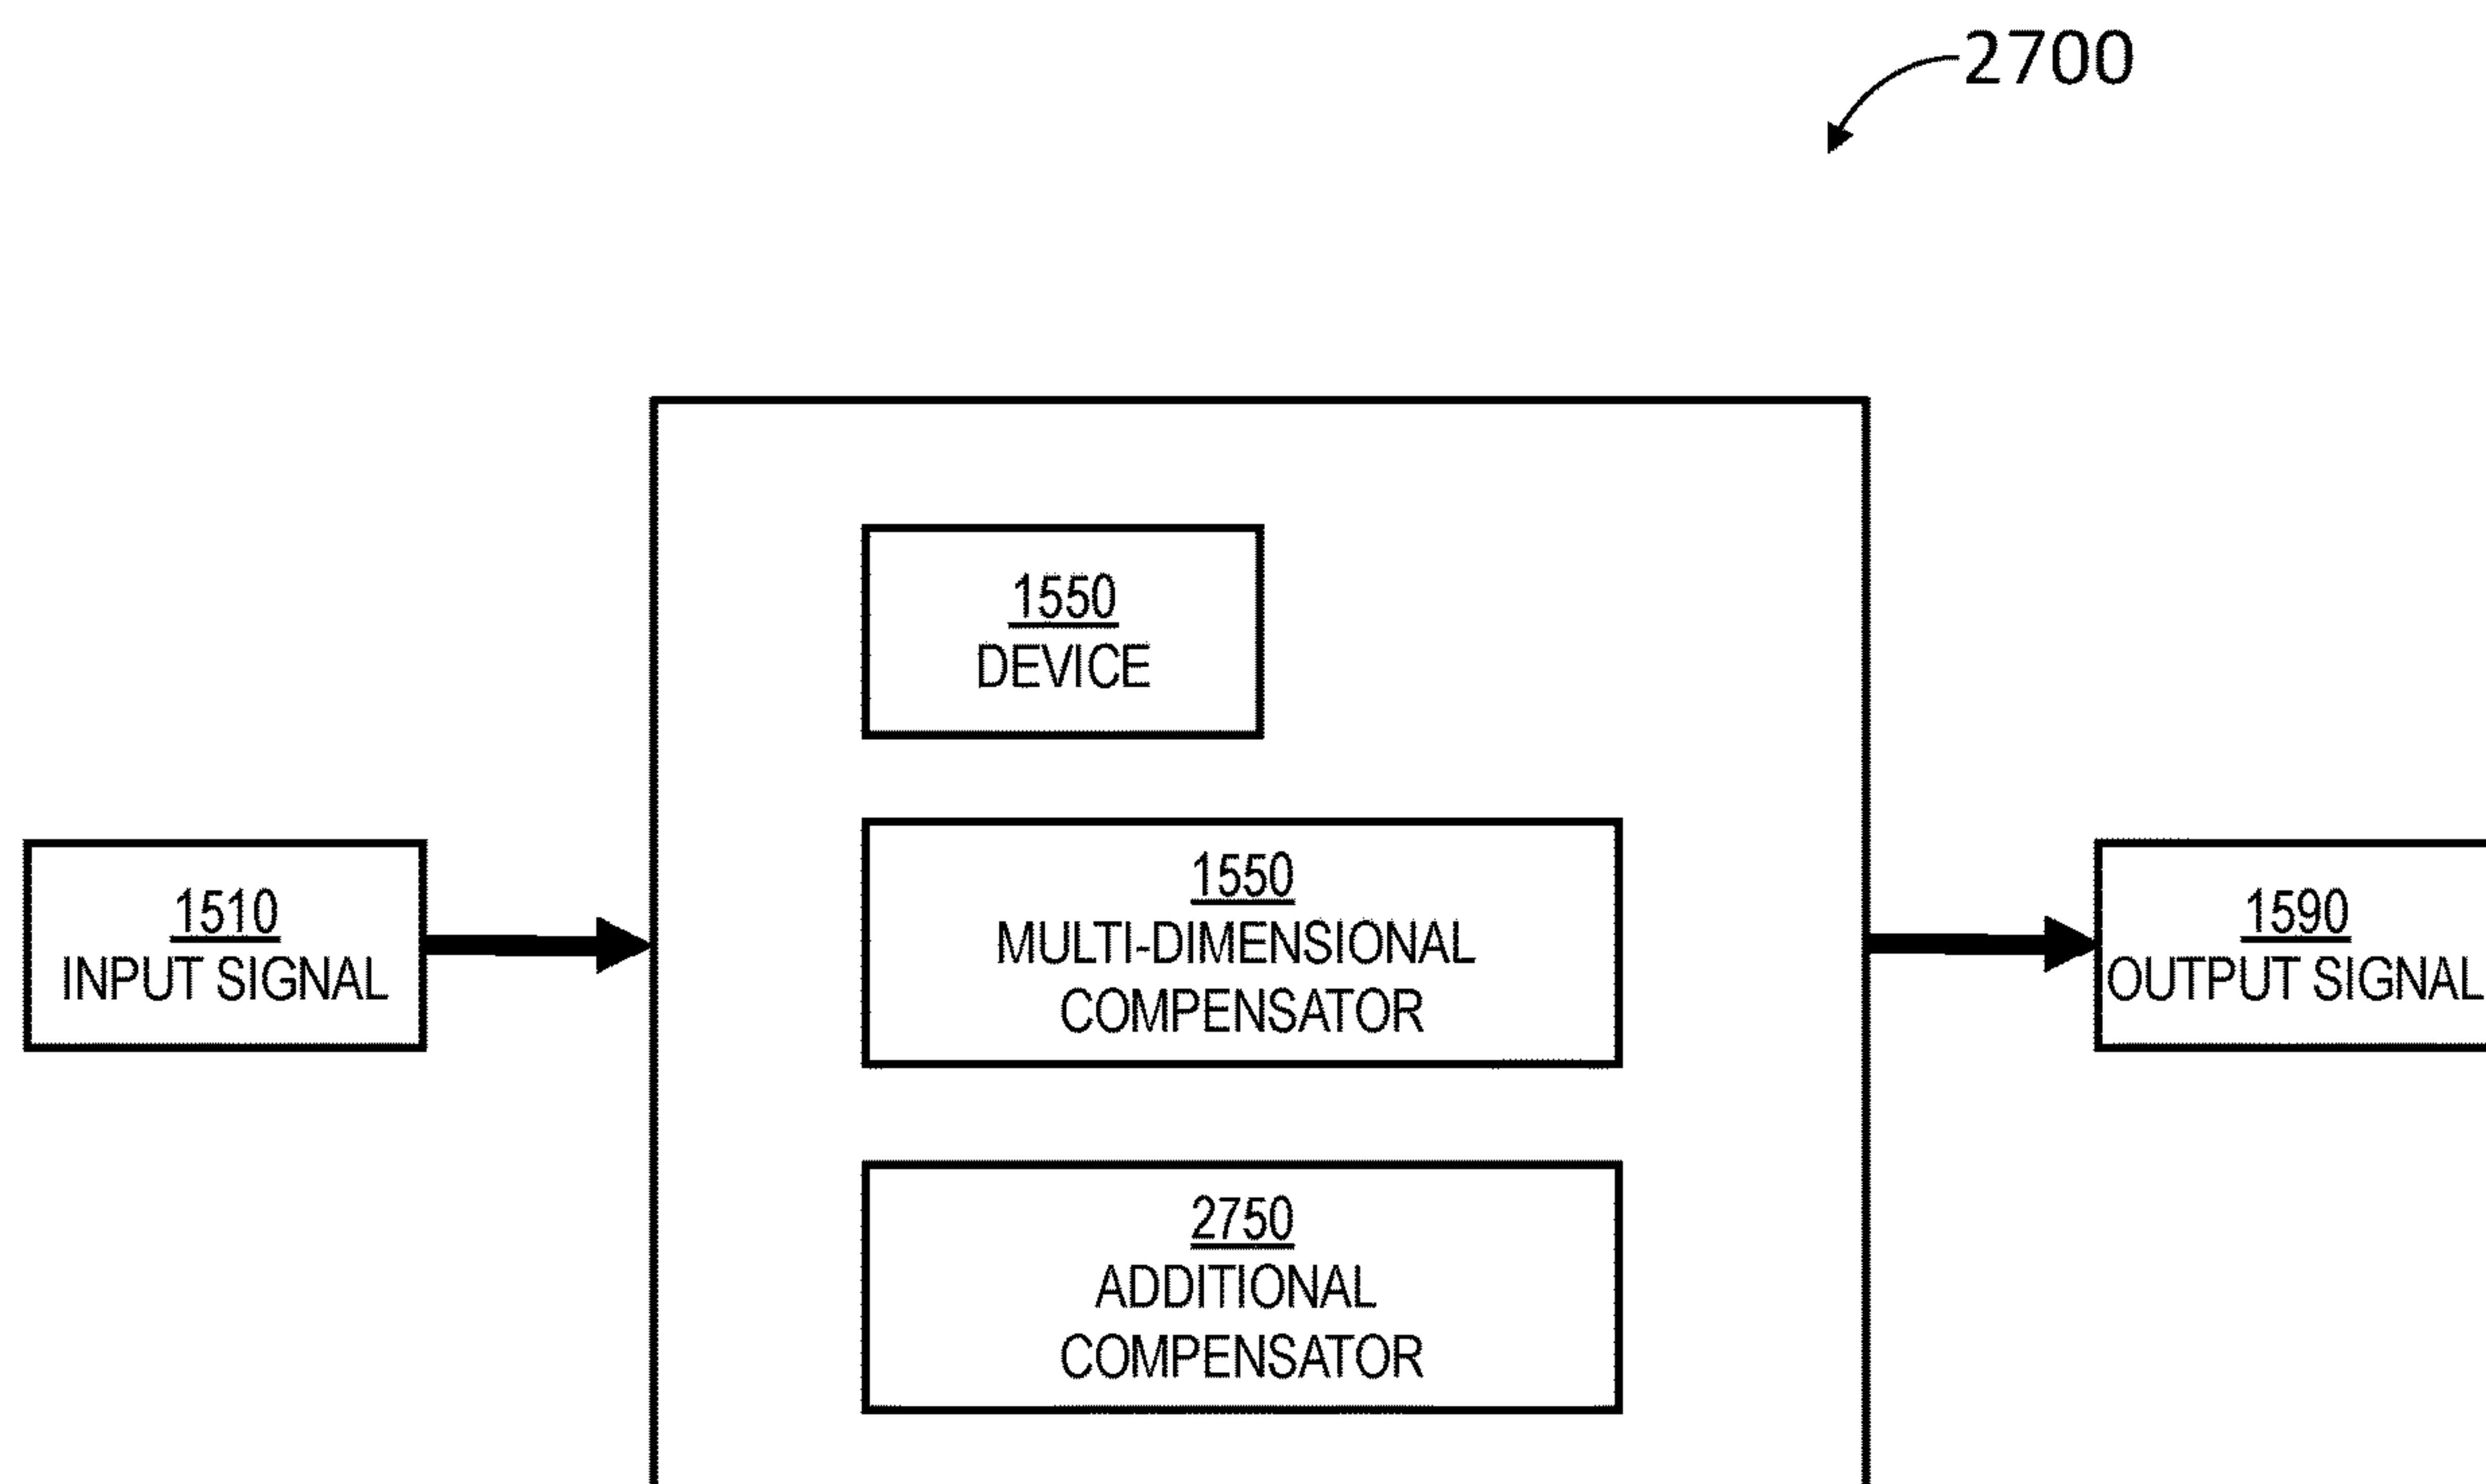 2700
1550
DEVICE
1510
INPUT SIGNAL
1550
MULTI-DIMENSIONAL
COMPENSATOR
1590
OUTPUT SIGNAL
2750
ADDITIONAL
COMPENSATOR